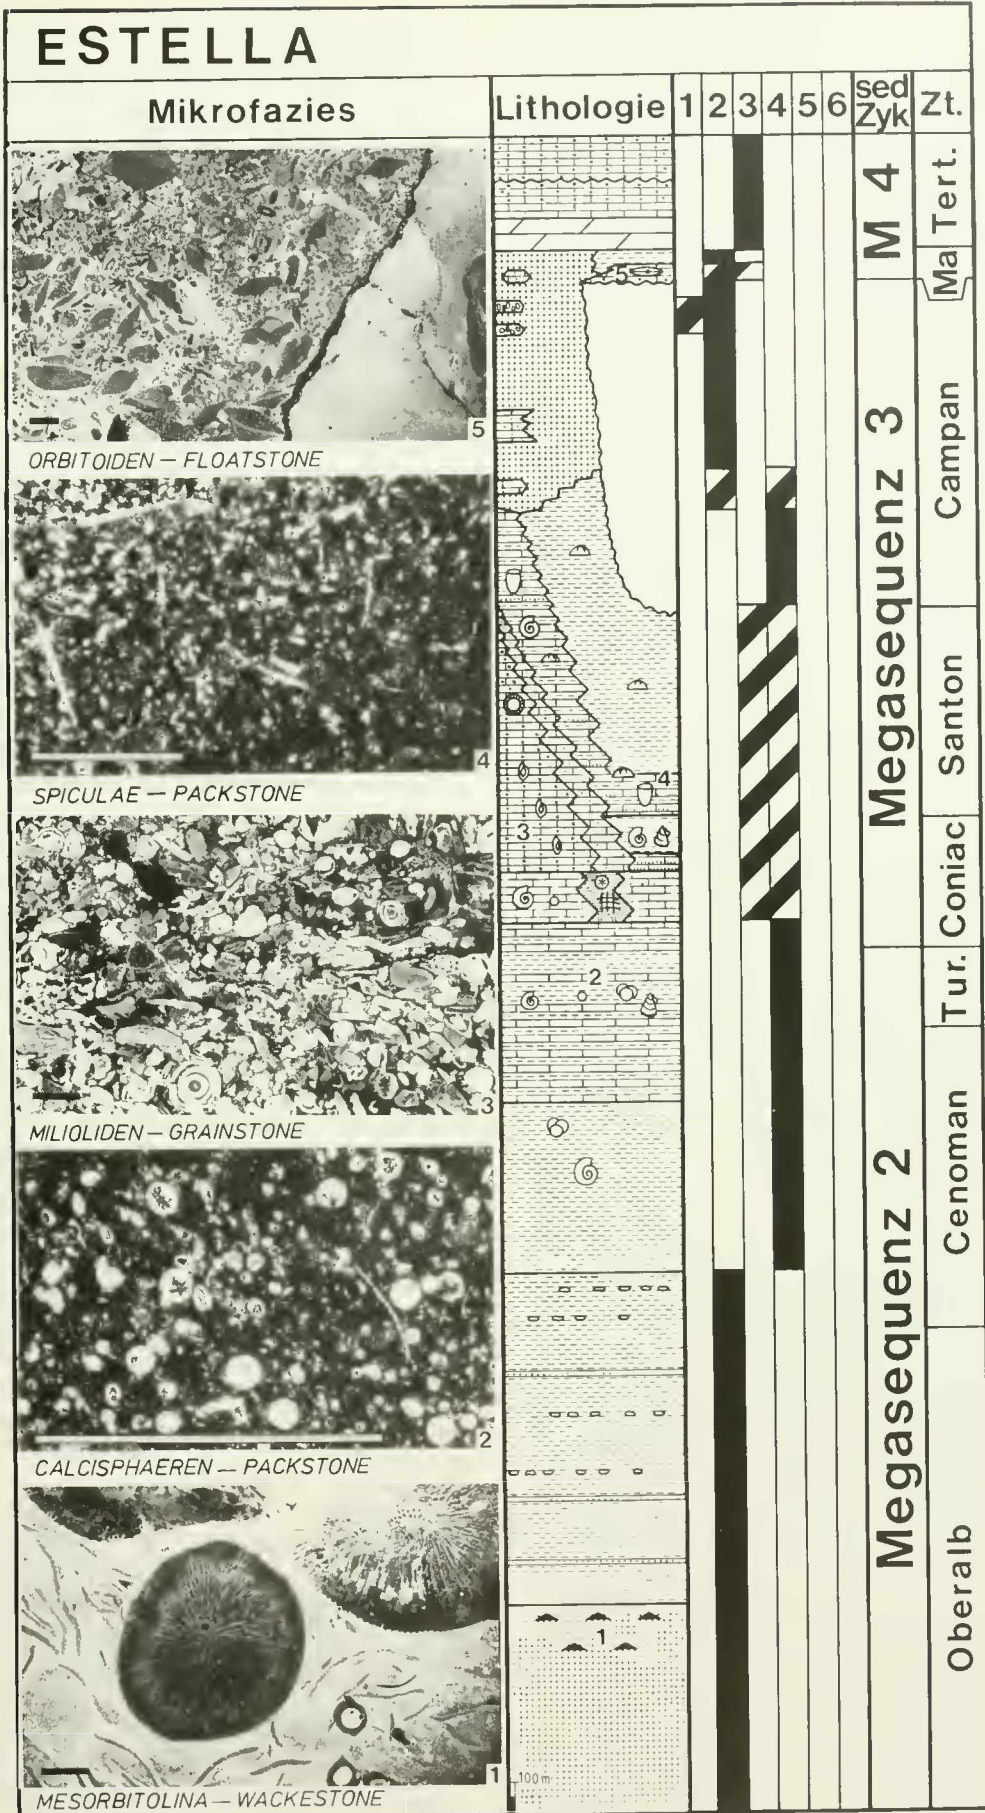 ESTELLA
Mikrofazies
Lithologie
1 2 3 4 5 6
sed Zyk
Zt.
5
ORBITOIDEN — FLOATSTONE
4
SPICULAE — PACKSTONE
3
MILIOLIDEN — GRAINSTONE
2
CALCISPHAEREN — PACKSTONE
1
MESORBITOLINA — WACKESTONE
5
4
3
2
1
100m
M 4
Megasequenz 3
Megasequenz 2
Tert.
Ma
Campan
Santon
Coniac
Tur.
Cenoman
Oberalb